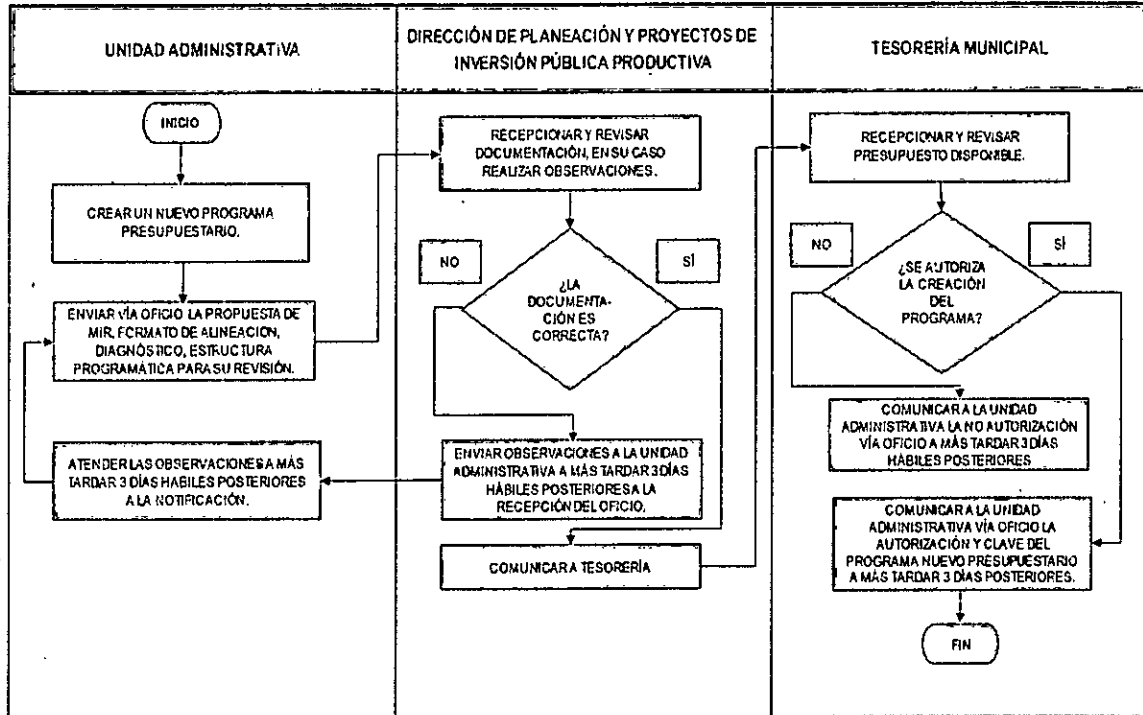 UNIDAD ADMINISTRATIVA
DIRECCIÓN DE PLANEACIÓN Y PROYECTOS DE
INVERSIÓN PÚBLICA PRODUCTIVA
TESORERÍA MUNICIPAL
INICIO
CREAR UN NUEVO PROGRAMA
PRESUPUESTARIO.
ENVIAR VÍA OFICIO LA PROPUESTA DE
MIR, FORMATO DE ALINEACION,
DIAGNÓSTICO, ESTRUCTURA
PROGRAMÁTICA PARA SU REVISIÓN.
ATENDER LAS OBSERVACIONES A MÁS
TARDAR 3 DÍAS HÁBILES POSTERIORES
A LA NOTIFICACIÓN.
RECEPCIONAR Y REVISAR
DOCUMENTACIÓN, EN SU CASO
REALIZAR OBSERVACIONES.
NO
SÍ
¿LA
DOCUMENTA-
CIÓN ES
CORRECTA?
ENVIAR OBSERVACIONES A LA UNIDAD
ADMINISTRATIVA A MÁS TARDAR 3 DÍAS
HÁBILES POSTERIORES A LA
RECEPCIÓN DEL OFICIO.
COMUNICAR A TESORERÍA
RECEPCIONAR Y REVISAR
PRESUPUESTO DISPONIBLE.
NO
SÍ
¿SE AUTORIZA
LA CREACIÓN
DEL
PROGRAMA?
COMUNICAR A LA UNIDAD
ADMINISTRATIVA LA NO AUTORIZACIÓN
VÍA OFICIO A MÁS TARDAR 3 DÍAS
HÁBILES POSTERIORES
COMUNICAR A LA UNIDAD
ADMINISTRATIVA VÍA OFICIO LA
AUTORIZACIÓN Y CLAVE DEL
PROGRAMA NUEVO PRESUPUESTARIO
A MÁS TARDAR 3 DÍAS POSTERIORES.
FIN